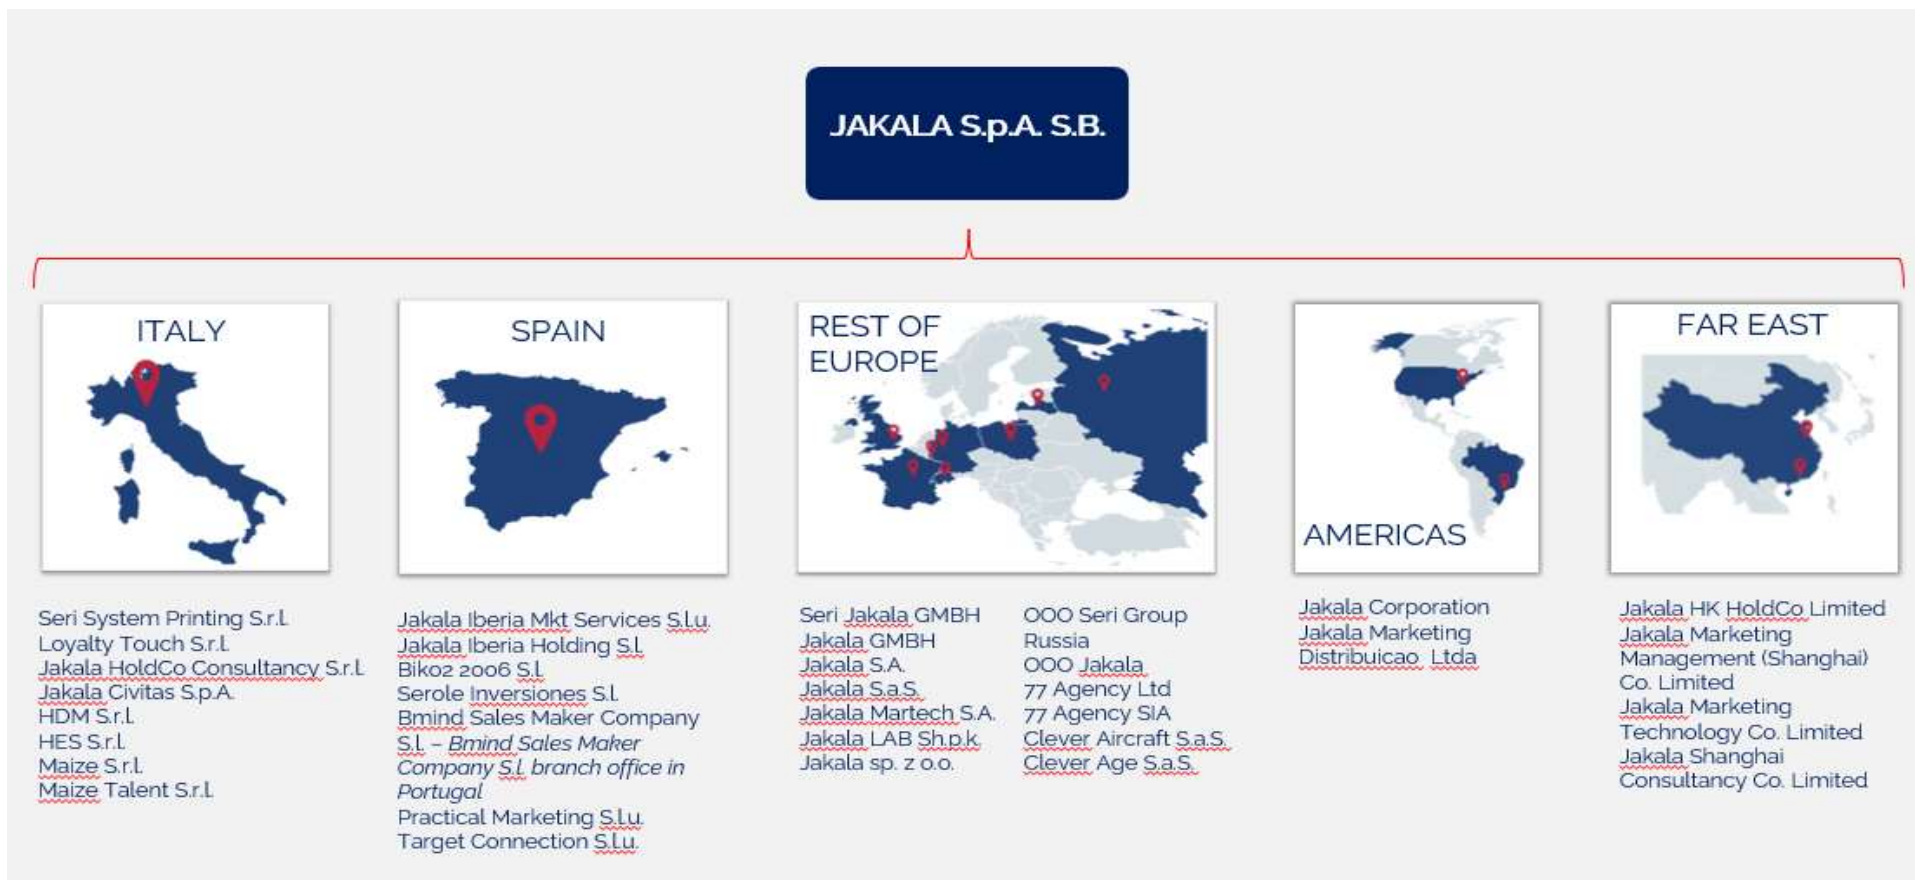 JAKALA S.p.A. S.B.
ITALY
Seri System Printing S.r.l.
Loyalty Touch S.r.l.
Jakala HoldCo Consultancy S.r.l.
Jakala Civitas S.p.A.
HDM S.r.l.
HES S.r.l.
Maize S.r.l.
Maize Talent S.r.l.
SPAIN
Jakala Iberia Mkt Services S.l.u.
Jakala Iberia Holding S.l.
Biko2 2006 S.l.
Serole Inversiones S.l.
Bmind Sales Maker Company
S.l. – Bmind Sales Maker
Company S.l. branch office in
Portugal
Practical Marketing S.l.u.
Target Connection S.l.u.
REST OF
EUROPE
Seri Jakala GMBH
Jakala GMBH
Jakala S.A.
Jakala S.a.S.
Jakala Martech S.A.
Jakala LAB Sh.p.k.
Jakala sp. z o.o.
OOO Seri Group
Russia
OOO Jakala
77 Agency Ltd
77 Agency SIA
Clever Aircraft S.a.S.
Clever Age S.a.S.
AMERICAS
Jakala Corporation
Jakala Marketing
Distribuicao Ltda
FAR EAST
Jakala HK HoldCo Limited
Jakala Marketing
Management (Shanghai)
Co. Limited
Jakala Marketing
Technology Co. Limited
Jakala Shanghai
Consultancy Co. Limited